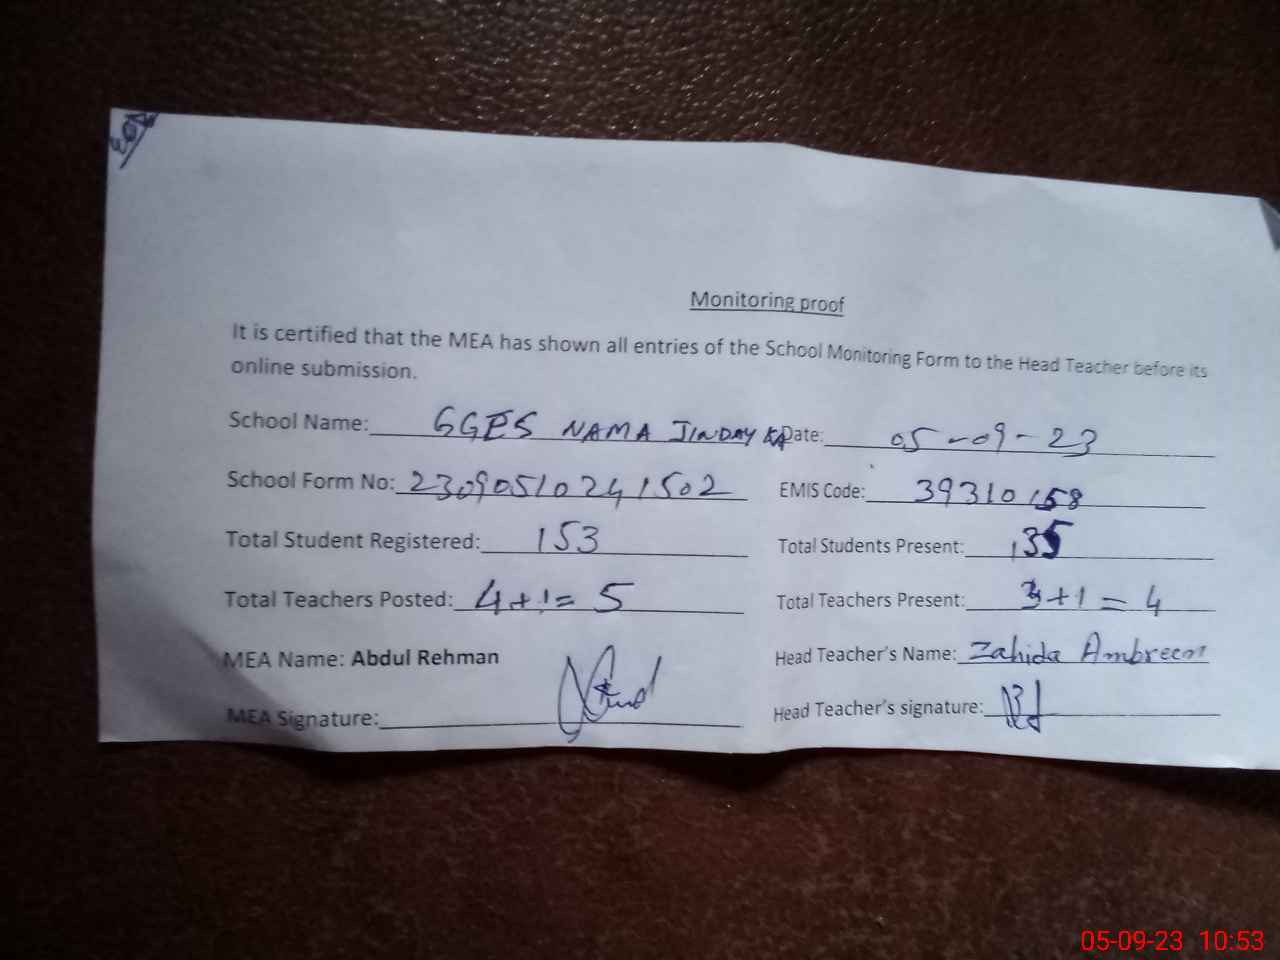 Monitoring proof
It is certified that the MEA has shown all entries of the School Monitoring Form to the Head Teacher before its
online submission.
School Name: GGES NAMA JINDAY KA Date: 05-09-23
School Form No: 23090510241502 EMIS Code: 39310158
Total Student Registered: 153 Total Students Present: 135
Total Teachers Posted: 4+1=5 Total Teachers Present: 3+1=4
MEA Name: Abdul Rehman Head Teacher's Name: Zahida Ambreen
MEA Signature: Head Teacher's signature:
05-09-23 10:53